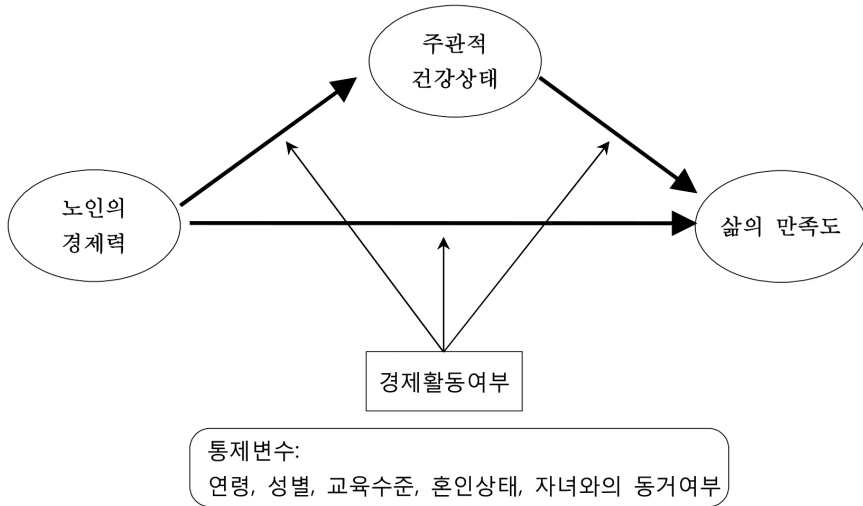 주관적
건강상태
노인의
경제력
삶의 만족도
경제활동여부
통제변수:
연령, 성별, 교육수준, 혼인상태, 자녀와의 동거여부